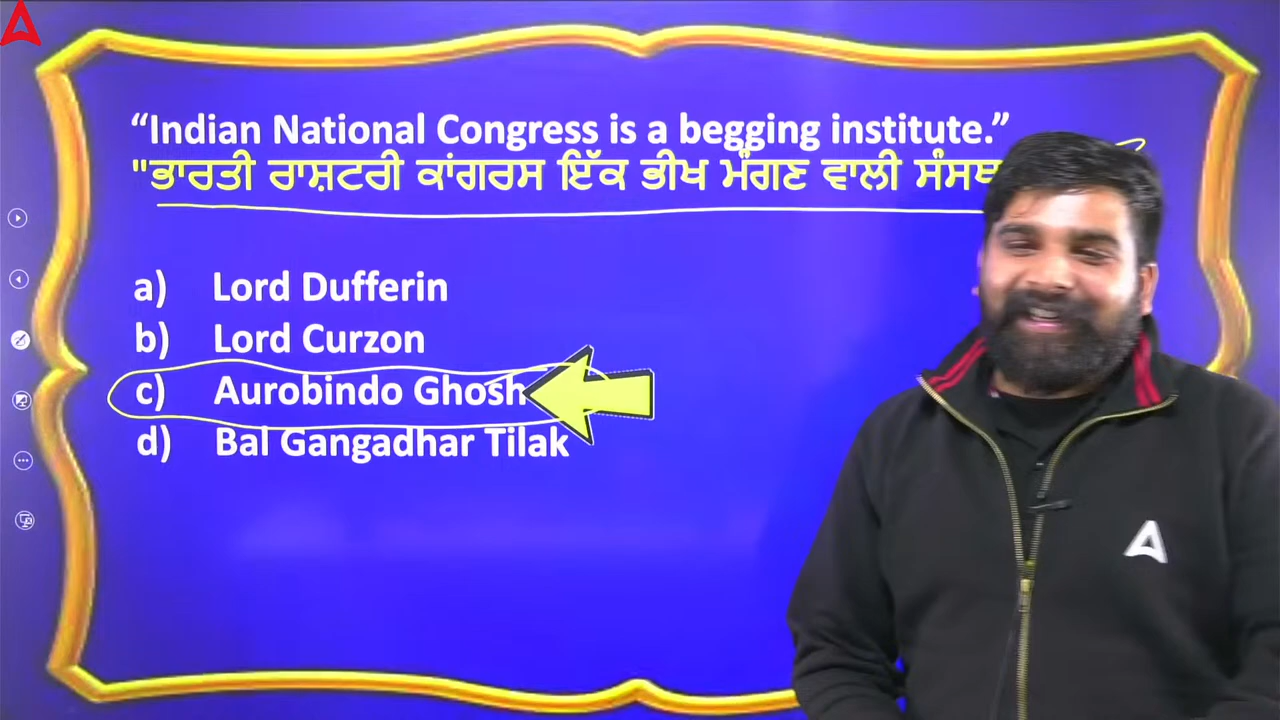 “Indian National Congress is a begging institute.”
"ਭਾਰਤੀ ਰਾਸ਼ਟਰੀ ਕਾਂਗਰਸ ਇੱਕ ਭੀਖ ਮੰਗਣ ਵਾਲੀ
a) Lord Dufferin
b) Lord Curzon
c) Aurobindo Ghosh
d) Bal Gangadhar Tilak